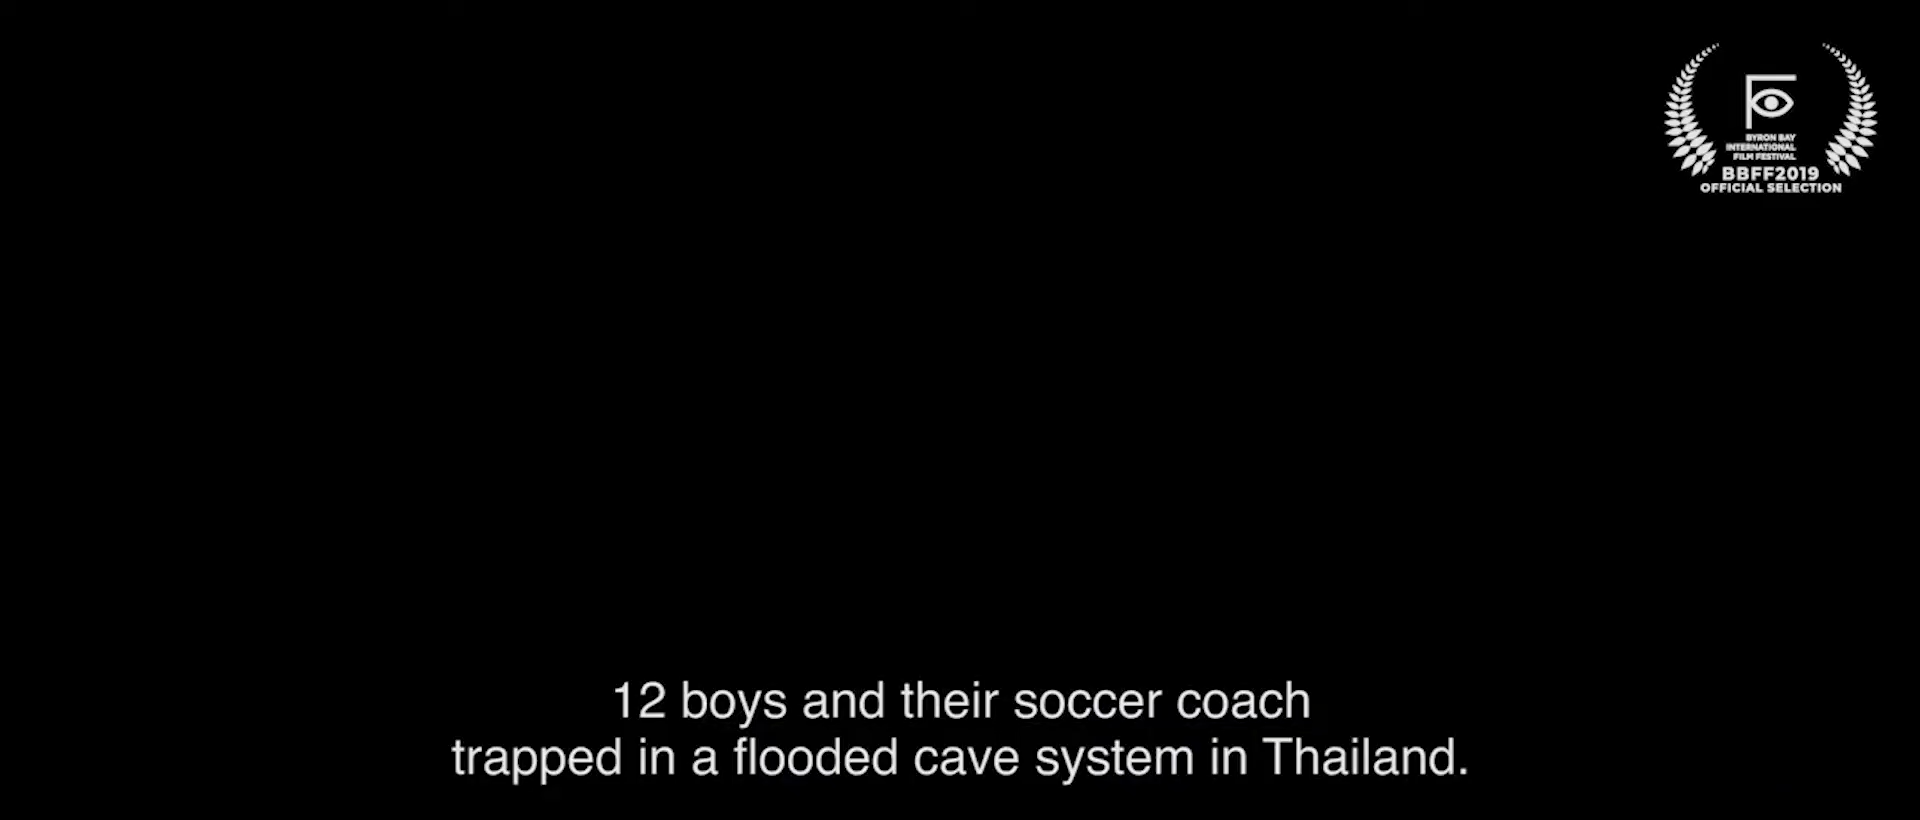 BYRON BAY
INTERNATIONAL
FILM FESTIVAL
BBFF2019
OFFICIAL SELECTION
12 boys and their soccer coach
trapped in a flooded cave system in Thailand.